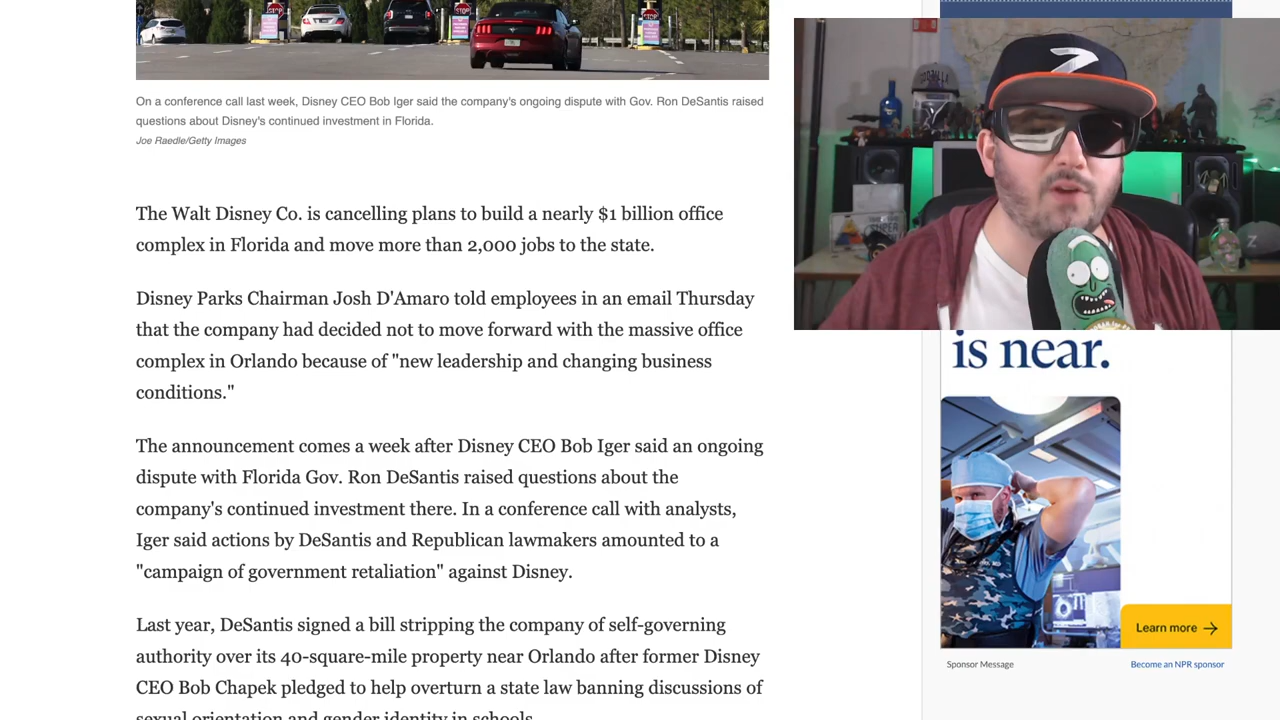 On a conference call last week, Disney CEO Bob Iger said the company's ongoing dispute with Gov. Ron DeSantis raised
questions about Disney's continued investment in Florida.
Joe Raedle/Getty Images
The Walt Disney Co. is cancelling plans to build a nearly $1 billion office
complex in Florida and move more than 2,000 jobs to the state.
Disney Parks Chairman Josh D'Amaro told employees in an email Thursday
that the company had decided not to move forward with the massive office
complex in Orlando because of "new leadership and changing business
conditions."
The announcement comes a week after Disney CEO Bob Iger said an ongoing
dispute with Florida Gov. Ron DeSantis raised questions about the
company's continued investment there. In a conference call with analysts,
Iger said actions by DeSantis and Republican lawmakers amounted to a
"campaign of government retaliation" against Disney.
Last year, DeSantis signed a bill stripping the company of self-governing
authority over its 40-square-mile property near Orlando after former Disney
CEO Bob Chapek pledged to help overturn a state law banning discussions of
sexual orientation and gender identity in schools.
is near.
Learn more →
Sponsor Message
Become an NPR sponsor